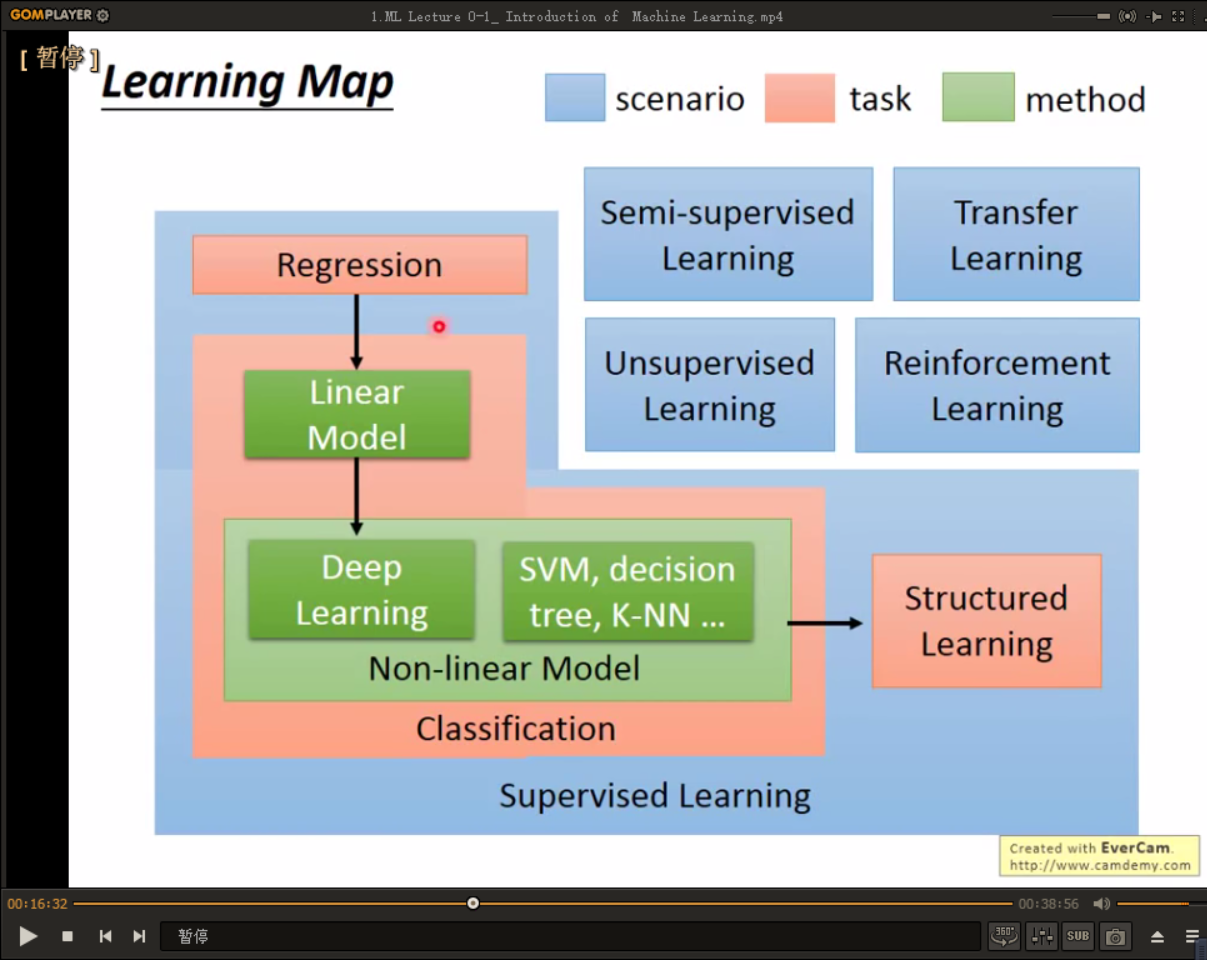 GOMPLAYER
1.ML Lecture 0-1_ Introduction of Machine Learning.mp4
[ 暂停 ]
Learning Map
scenario
task
method
Semi-supervised
Learning
Transfer
Learning
Regression
Unsupervised
Learning
Reinforcement
Learning
Linear
Model
Deep
Learning
SVM, decision
tree, K-NN ...
Non-linear Model
Structured
Learning
Classification
Supervised Learning
Created with EverCam.
http://www.camdemy.com
00:16:32
00:38:56
暂停
360°
SUB